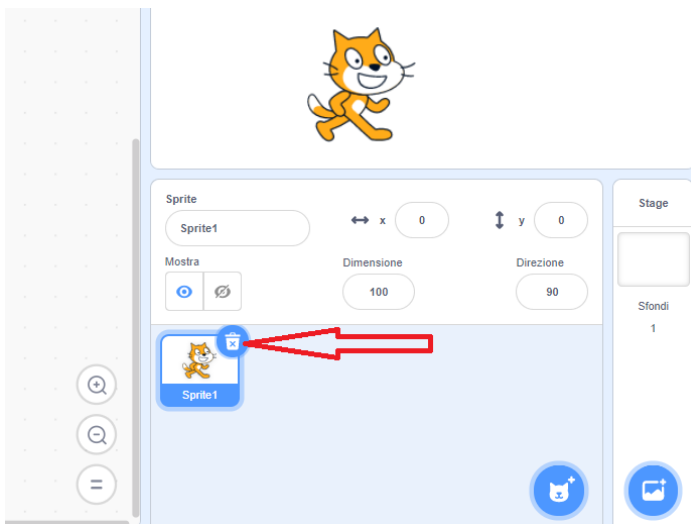 Sprite
Sprite1
x
0
y
0
Mostra
Dimensione
100
Direzione
90
Sprite1
Stage
Sfondi
1